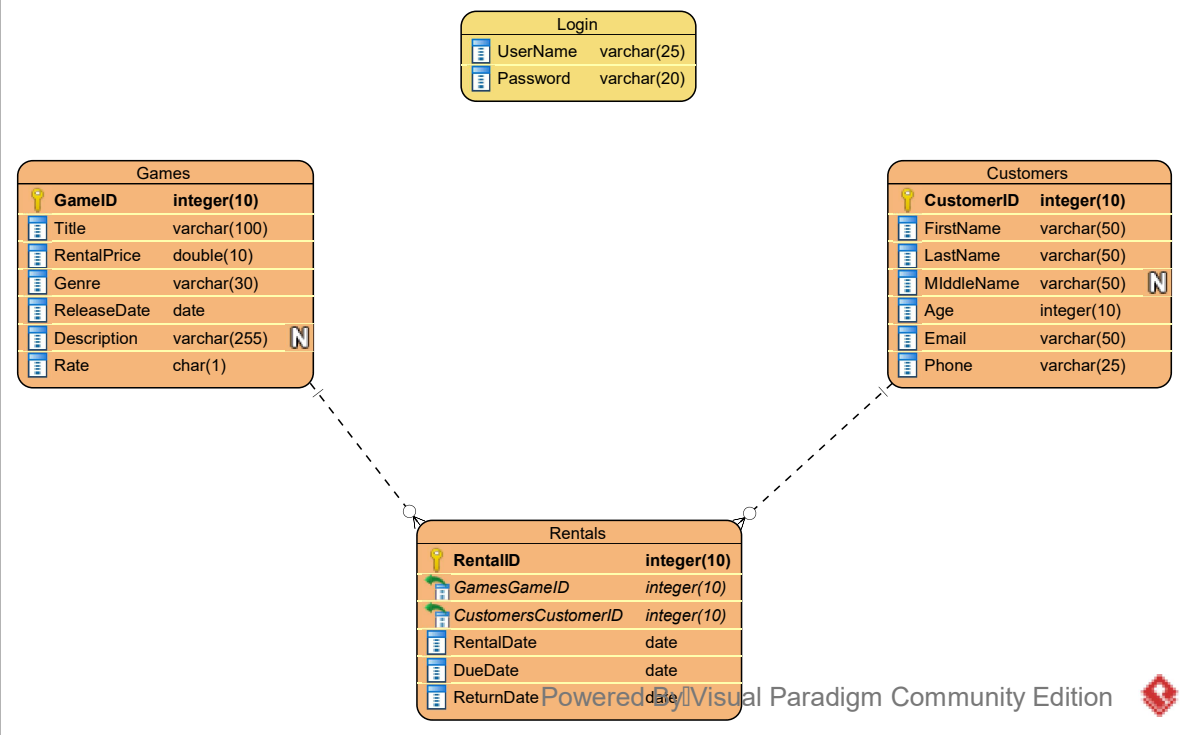 Login
UserName varchar(25)
Password varchar(20)
Games
GameID integer(10)
Title varchar(100)
RentalPrice double(10)
Genre varchar(30)
ReleaseDate date
Description varchar(255) N
Rate char(1)
Customers
CustomerID integer(10)
FirstName varchar(50)
LastName varchar(50)
MIddleName varchar(50) N
Age integer(10)
Email varchar(50)
Phone varchar(25)
Rentals
RentalID integer(10)
GamesGameID integer(10)
CustomersCustomerID integer(10)
RentalDate date
DueDate date
ReturnDate date
Powered By Visual Paradigm Community Edition